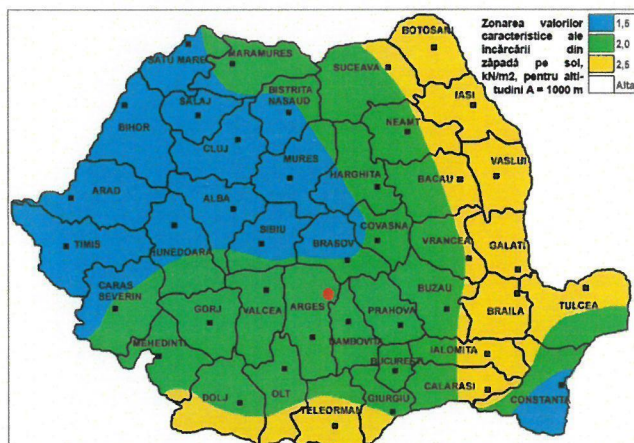 Zonarea valorilor
caracteristice ale
încărcării din
zăpadă pe sol,
kN/m2, pentru alti-
tudini A = 1000 m
1,5
2,0
2,5
Alta
BOTOSANI
SATU MARE
MARAMURES
SUCEAVA
IASI
SALAJ
BISTRITA
NASAUD
NEAMT
BIHOR
CLUJ
MURES
HARGHITA
BACAU
VASLUI
ARAD
ALBA
TIMIS
HUNEDOARA
SIBIU
BRASOV
COVASNA
VRANCEA
GALATI
CARAS
SEVERIN
GORJ
VALCEA
ARGES
PRAHOVA
BUZAU
BRAILA
TULCEA
MEHEDINTI
DAMBOVITA
BUCURESTI
IALOMITA
DOLJ
OLT
TELEORMAN
GIURGIU
CALARASI
CONSTANTA